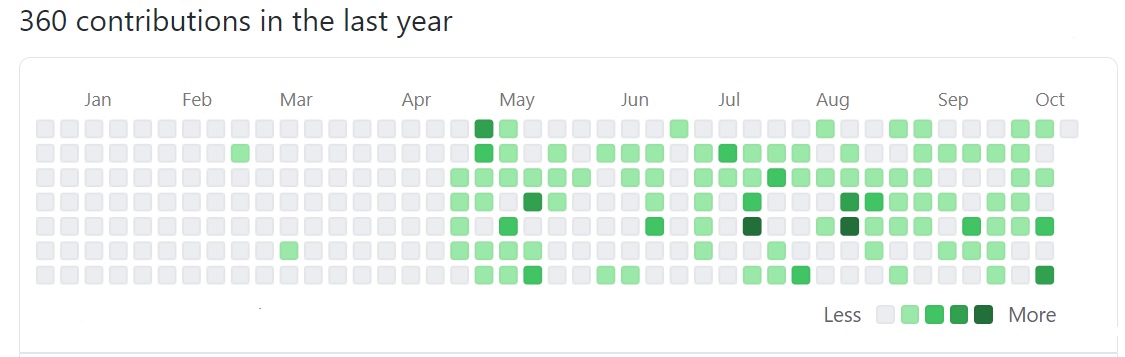 360 contributions in the last year
Jan Feb Mar Apr May Jun Jul Aug Sep Oct
Less More